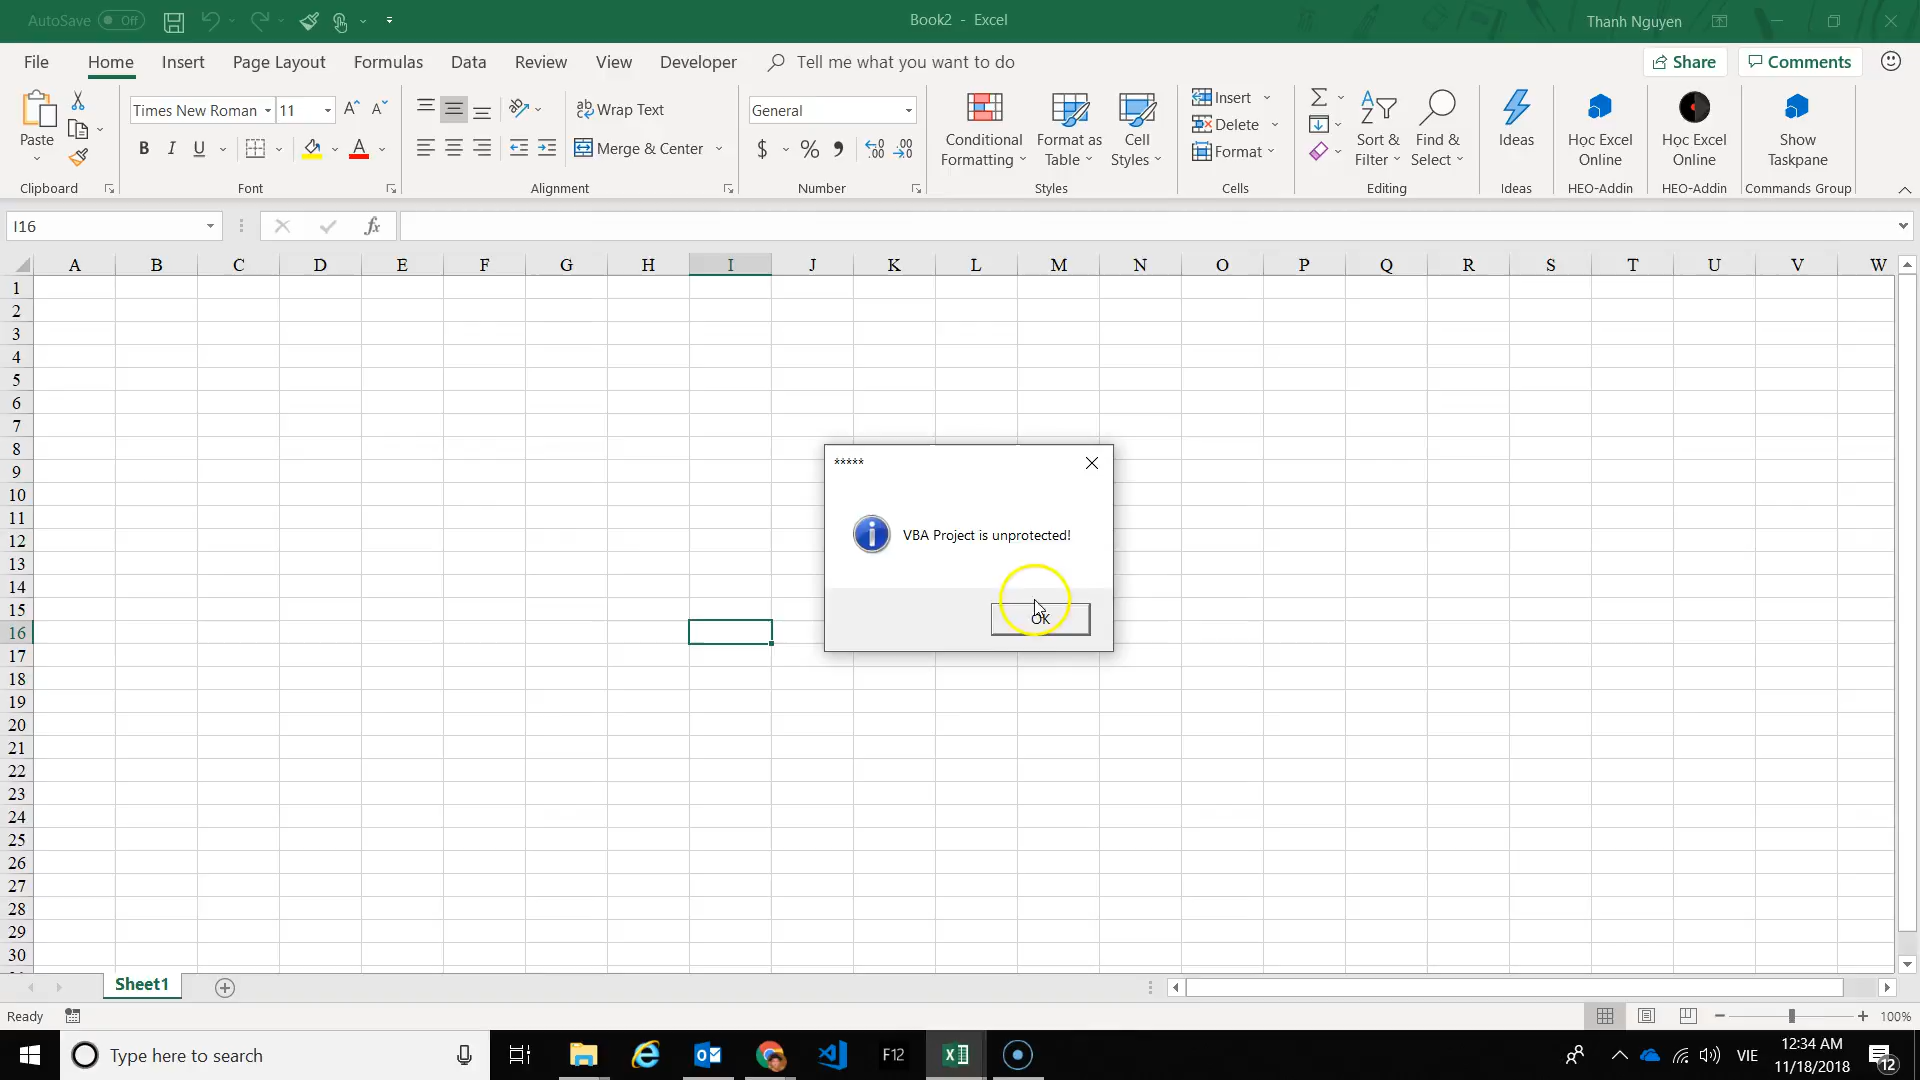 AutoSave Off
Book2 - Excel
Thanh Nguyen
File Home Insert Page Layout Formulas Data Review View Developer Tell me what you want to do Share Comments
Paste
Clipboard
Times New Roman 11
B I U
Font
ab Wrap Text
Merge & Center
Alignment
General
$ % 9
Number
Conditional Formatting
Format as Table
Cell Styles
Styles
Insert
Delete
Format
Cells
Sort & Filter
Find & Select
Editing
Ideas
Ideas
Học Excel Online
HEO-Addin
Học Excel Online
HEO-Addin
Show Taskpane
Commands Group
I16
fx
A B C D E F G H I J K L M N O P Q R S T U V W
1
2
3
4
5
6
7
8
9
10
11
12
13
14
15
16
17
18
19
20
21
22
23
24
25
26
27
28
29
30
*****
VBA Project is unprotected!
OK
Sheet1
Ready
100%
Type here to search
F12
VIE
12:34 AM
11/18/2018
12